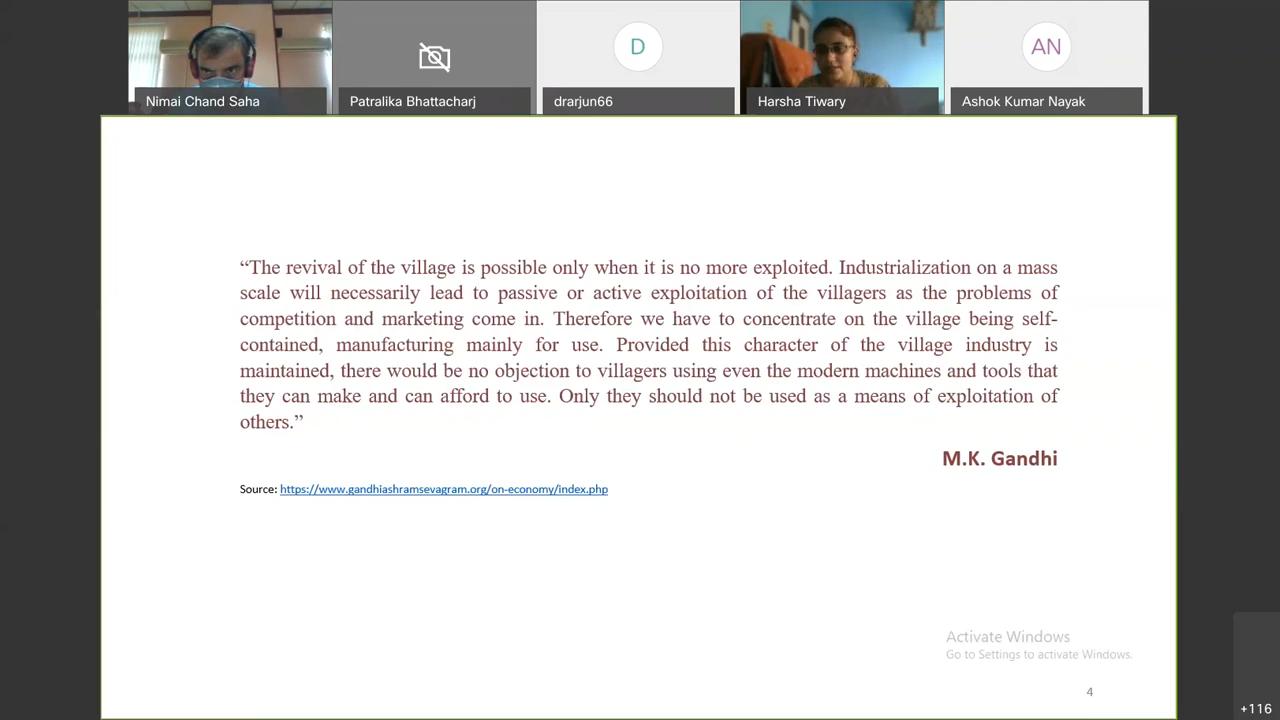 Nimai Chand Saha
Patralika Bhattacharj
D
drarjun66
Harsha Tiwary
AN
Ashok Kumar Nayak
“The revival of the village is possible only when it is no more exploited. Industrialization on a mass
scale will necessarily lead to passive or active exploitation of the villagers as the problems of
competition and marketing come in. Therefore we have to concentrate on the village being self-
contained, manufacturing mainly for use. Provided this character of the village industry is
maintained, there would be no objection to villagers using even the modern machines and tools that
they can make and can afford to use. Only they should not be used as a means of exploitation of
others.”
M.K. Gandhi
Source: https://www.gandhiashramsevagram.org/on-economy/index.php
Activate Windows
Go to Settings to activate Windows.
4
+116